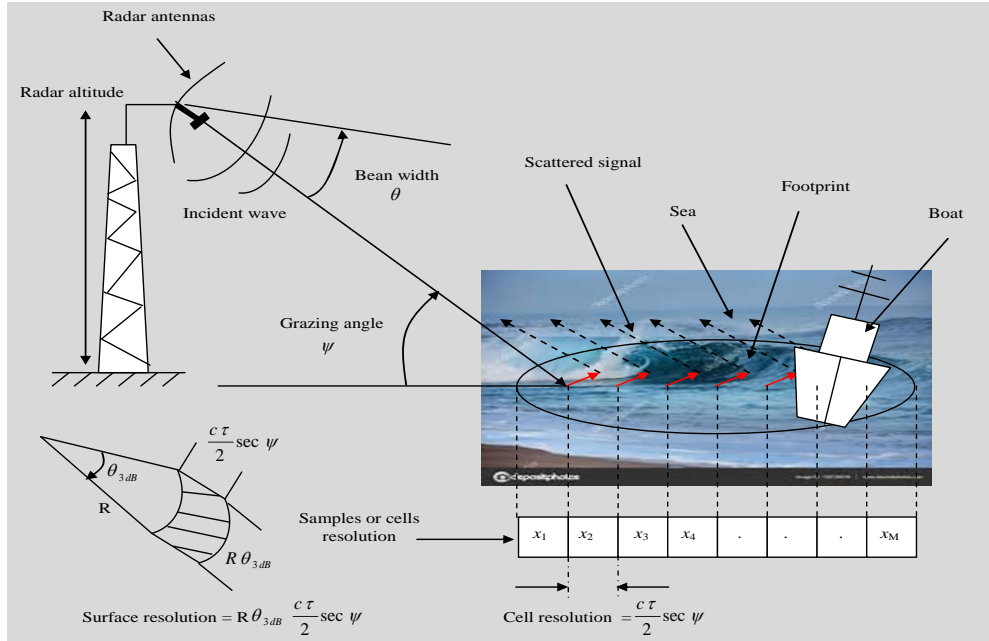 Radar antennas
Radar altitude
Bean width
θ
Incident wave
Scattered signal
Footprint
Sea
Boat
Grazing angle
ψ
cτ/2 sec ψ
θ3dB
R
Rθ3dB
Samples or cells
resolution
x1 x2 x3 x4 . . . xM
Surface resolution = Rθ3dB cτ/2 sec ψ
Cell resolution = cτ/2 sec ψ
depositphotos